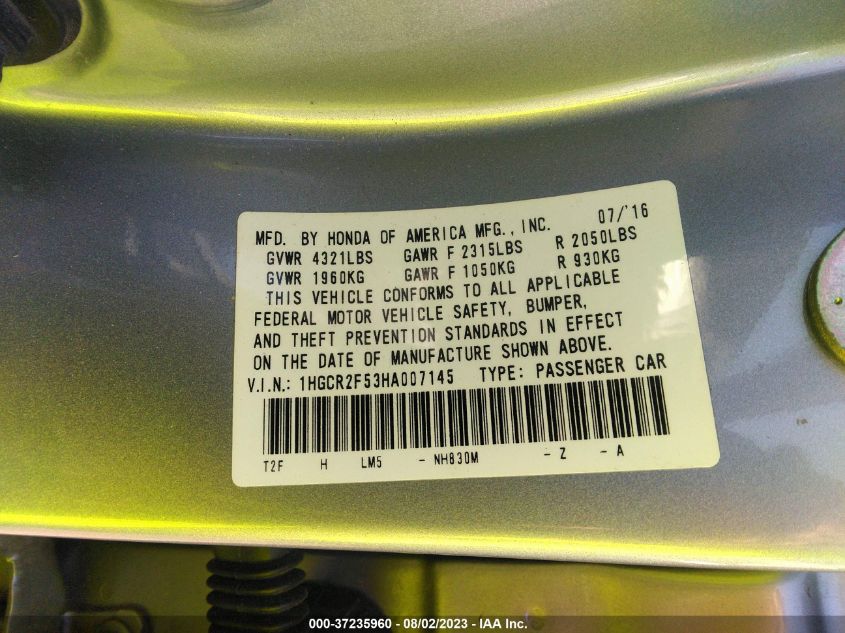 MFD. BY HONDA OF AMERICA MFG., INC. 07/'16
GVWR 4321LBS GAWR F 2315LBS R 2050LBS
GVWR 1960KG GAWR F 1050KG R 930KG
THIS VEHICLE CONFORMS TO ALL APPLICABLE
FEDERAL MOTOR VEHICLE SAFETY, BUMPER,
AND THEFT PREVENTION STANDARDS IN EFFECT
ON THE DATE OF MANUFACTURE SHOWN ABOVE.
V.I.N.: 1HGCR2F53HA007145 TYPE: PASSENGER CAR
T2F H LM5 - NH830M - Z - A
000-37235960 - 08/02/2023 - IAA Inc.